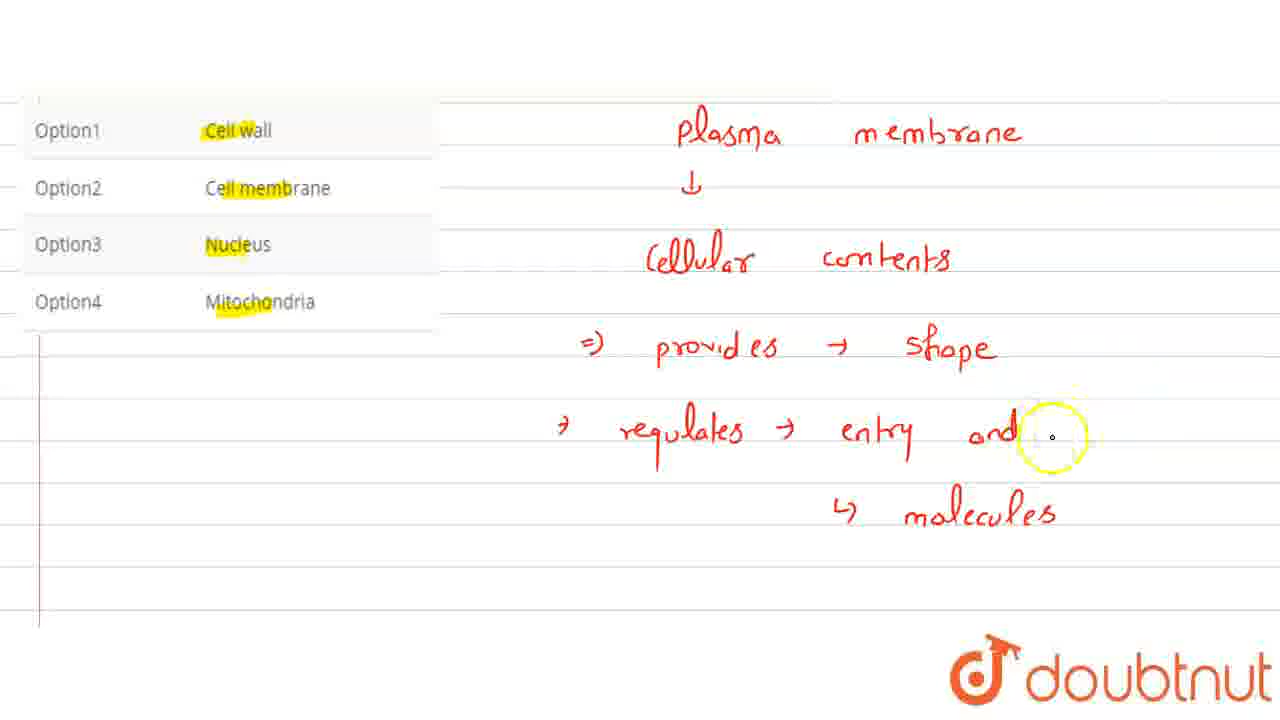 Option1 Cell wall
Option2 Cell membrane
Option3 Nucleus
Option4 Mitochondria
Plasma membrane
↓
Cellular contents
⇒ provides → shape
→ regulates → entry and
↳ molecules
doubtnut